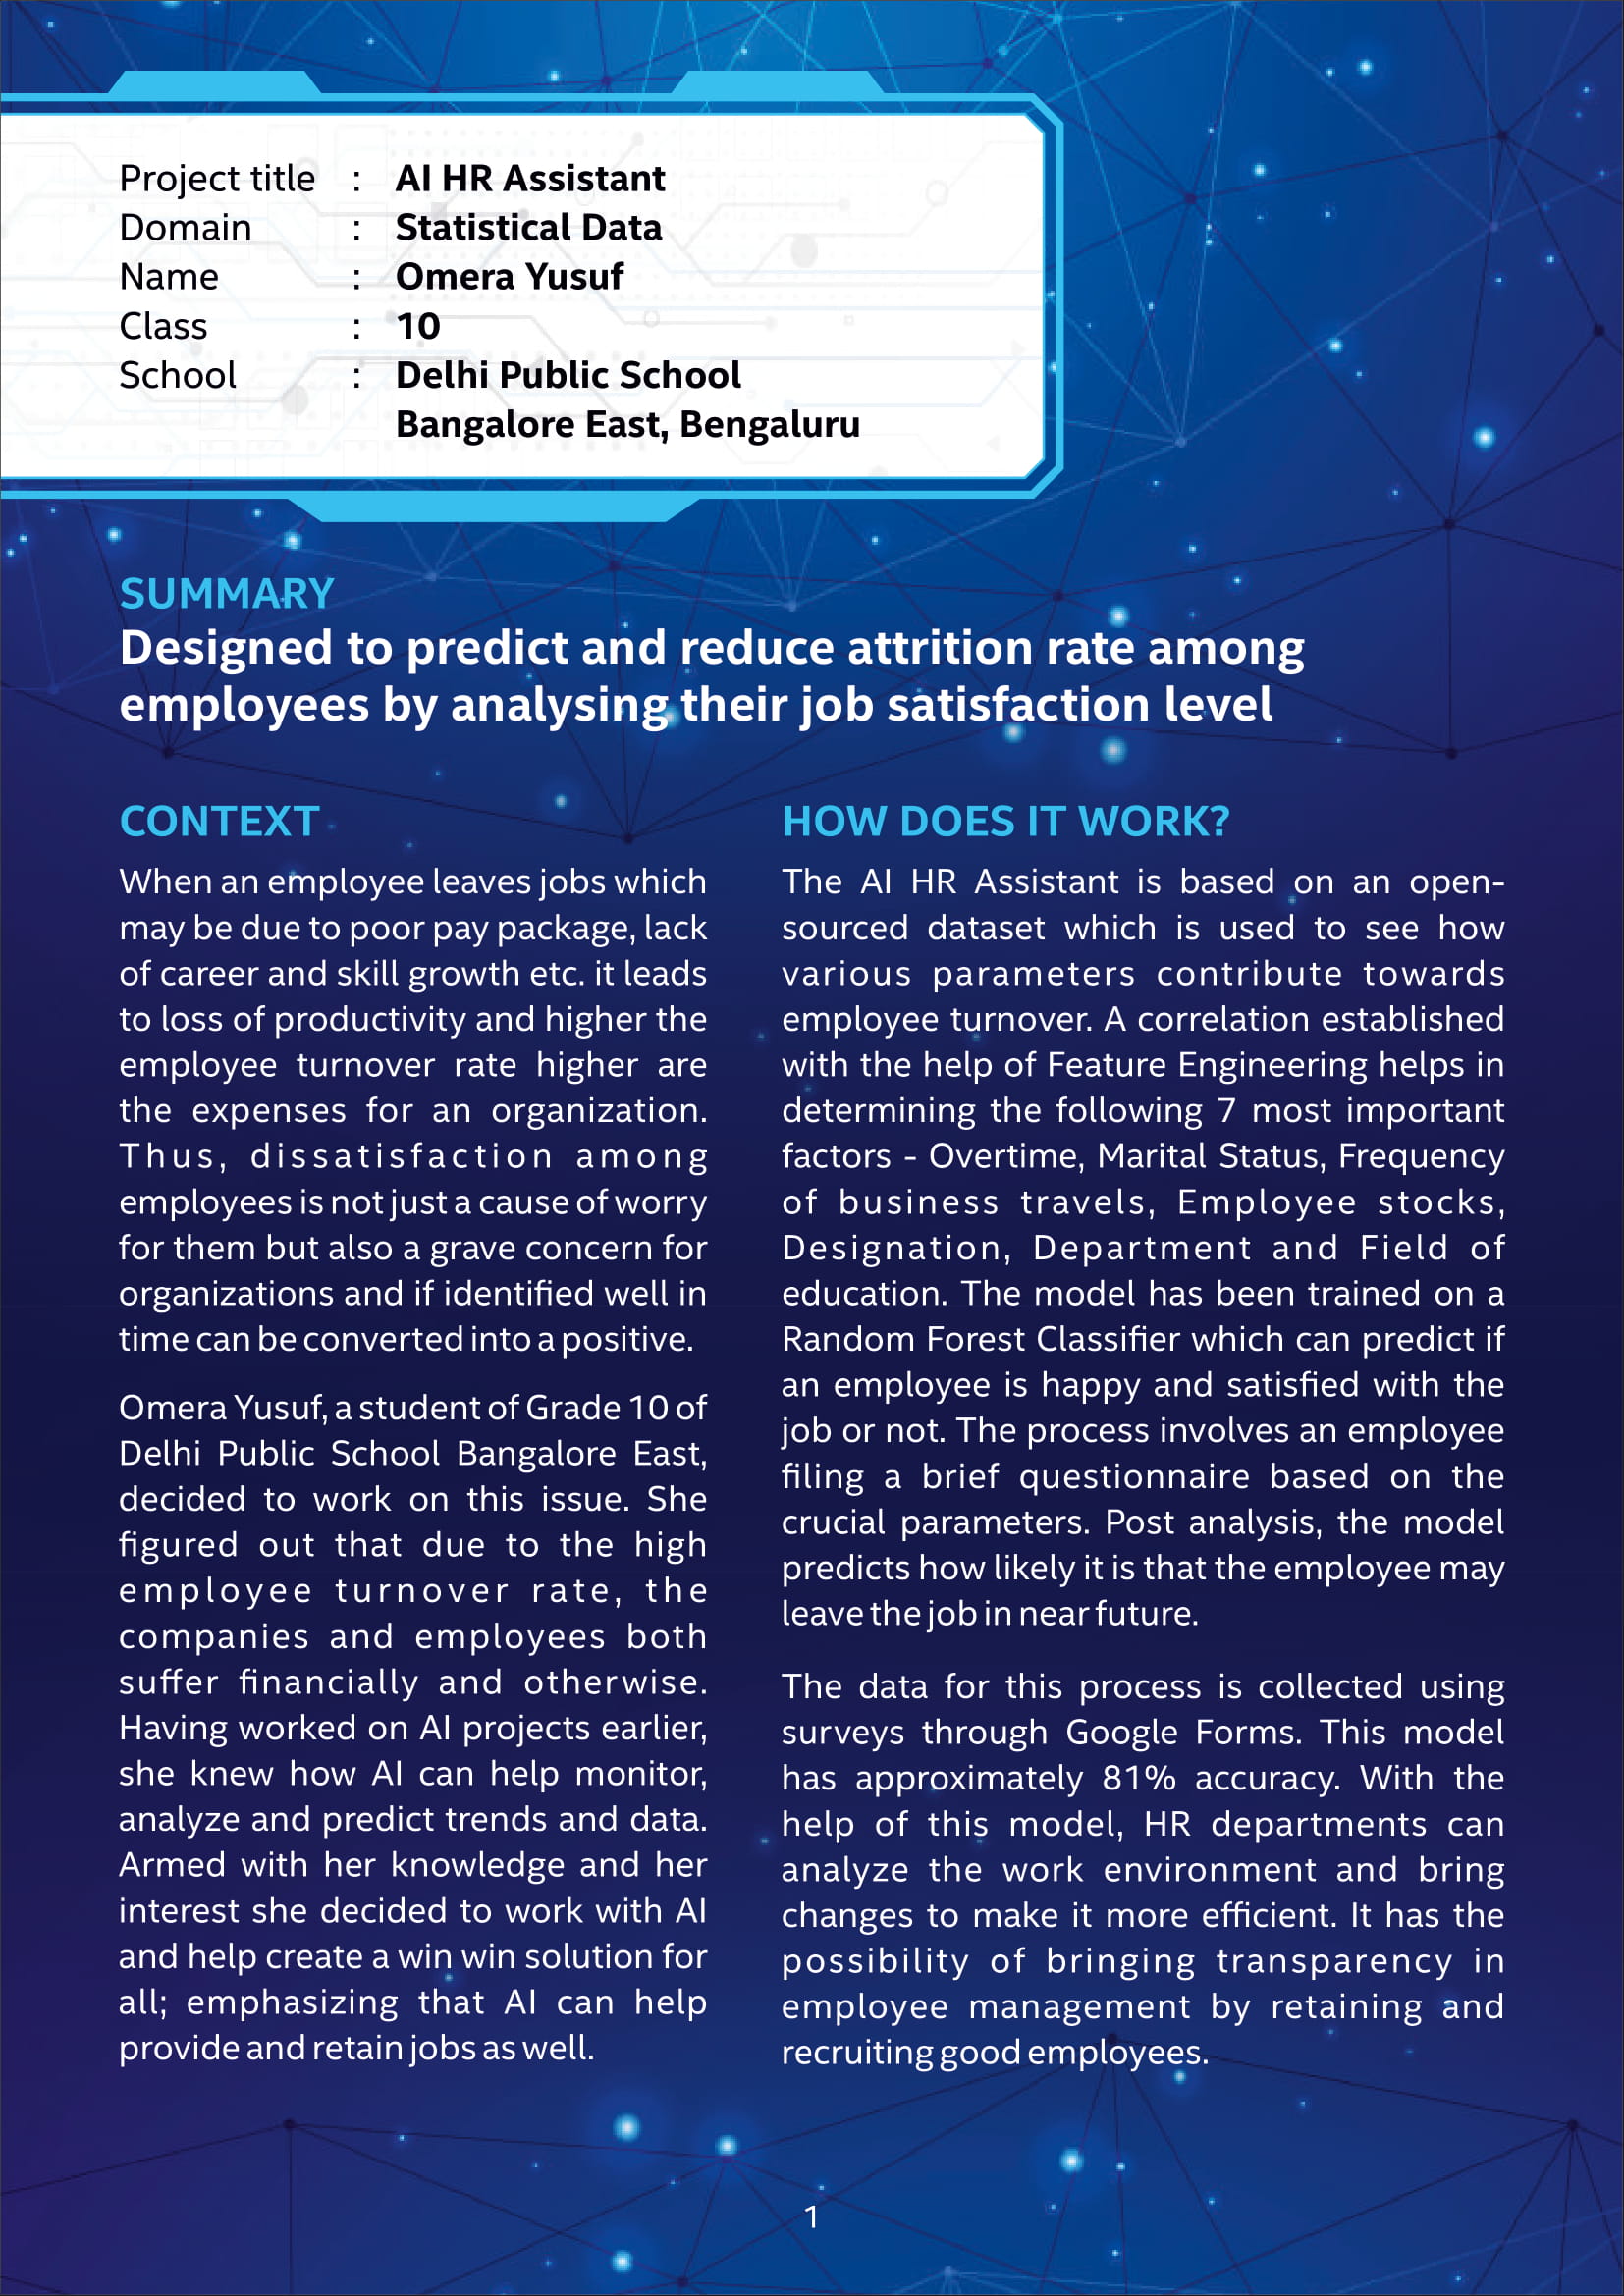 Project title : AI HR Assistant
Domain : Statistical Data
Name : Omera Yusuf
Class : 10
School : Delhi Public School
Bangalore East, Bengaluru
SUMMARY
Designed to predict and reduce attrition rate among
employees by analysing their job satisfaction level
CONTEXT
When an employee leaves jobs which
may be due to poor pay package, lack
of career and skill growth etc. it leads
to loss of productivity and higher the
employee turnover rate higher are
the expenses for an organization.
Thus, dissatisfaction among
employees is not just a cause of worry
for them but also a grave concern for
organizations and if identified well in
time can be converted into a positive.
Omera Yusuf, a student of Grade 10 of
Delhi Public School Bangalore East,
decided to work on this issue. She
figured out that due to the high
employee turnover rate, the
companies and employees both
suffer financially and otherwise.
Having worked on AI projects earlier,
she knew how AI can help monitor,
analyze and predict trends and data.
Armed with her knowledge and her
interest she decided to work with AI
and help create a win win solution for
all; emphasizing that AI can help
provide and retain jobs as well.
HOW DOES IT WORK?
The AI HR Assistant is based on an open-
sourced dataset which is used to see how
various parameters contribute towards
employee turnover. A correlation established
with the help of Feature Engineering helps in
determining the following 7 most important
factors - Overtime, Marital Status, Frequency
of business travels, Employee stocks,
Designation, Department and Field of
education. The model has been trained on a
Random Forest Classifier which can predict if
an employee is happy and satisfied with the
job or not. The process involves an employee
filing a brief questionnaire based on the
crucial parameters. Post analysis, the model
predicts how likely it is that the employee may
leave the job in near future.
The data for this process is collected using
surveys through Google Forms. This model
has approximately 81% accuracy. With the
help of this model, HR departments can
analyze the work environment and bring
changes to make it more efficient. It has the
possibility of bringing transparency in
employee management by retaining and
recruiting good employees.
1